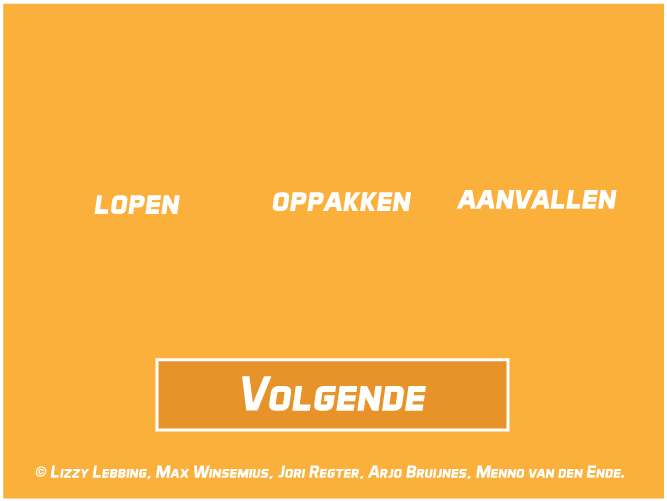 LOPEN OPPAKKEN AANVALLEN
VOLGENDE
© LIZZY LEBBING, MAX WINSEMIUS, JORI REGTER, ARJO BRUIJNES, MENNO VAN DEN ENDE.